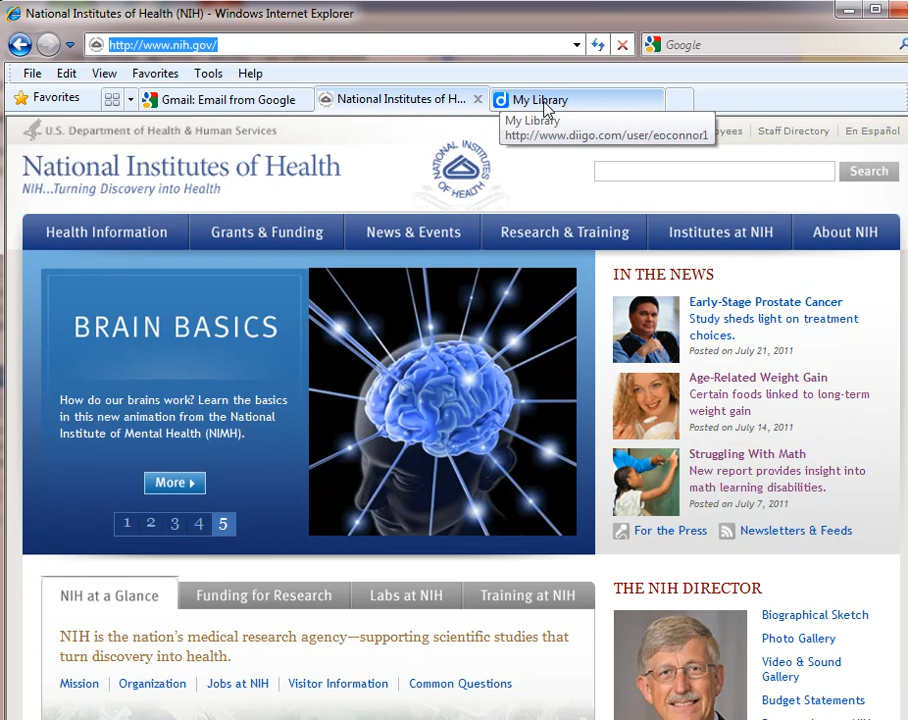 National Institutes of Health (NIH) - Windows Internet Explorer
http://www.nih.gov/
Google
File Edit View Favorites Tools Help
Favorites
Gmail: Email from Google
National Institutes of H...
My Library
My Library
http://www.diigo.com/user/eoconnor1
U.S. Department of Health & Human Services
Staff Directory
En Español
National Institutes of Health
NIH...Turning Discovery into Health
NATIONAL INSTITUTES OF HEALTH
Search
Health Information
Grants & Funding
News & Events
Research & Training
Institutes at NIH
About NIH
BRAIN BASICS
How do our brains work? Learn the basics
in this new animation from the National
Institute of Mental Health (NIMH).
More
1 2 3 4 5
IN THE NEWS
Early-Stage Prostate Cancer
Study sheds light on treatment
choices.
Posted on July 21, 2011
Age-Related Weight Gain
Certain foods linked to long-term
weight gain
Posted on July 14, 2011
Struggling With Math
New report provides insight into
math learning disabilities.
Posted on July 7, 2011
For the Press
Newsletters & Feeds
NIH at a Glance
Funding for Research
Labs at NIH
Training at NIH
NIH is the nation's medical research agency—supporting scientific studies that
turn discovery into health.
Mission
Organization
Jobs at NIH
Visitor Information
Common Questions
THE NIH DIRECTOR
Biographical Sketch
Photo Gallery
Video & Sound
Gallery
Budget Statements